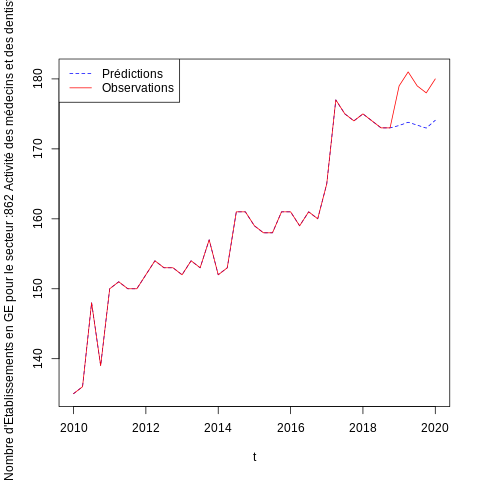 Nombre d'Etablissements en GE pour le secteur :862 Activité des médecins et des dentis
Prédictions
Observations
180
170
160
150
140
2010 2012 2014 2016 2018 2020
t